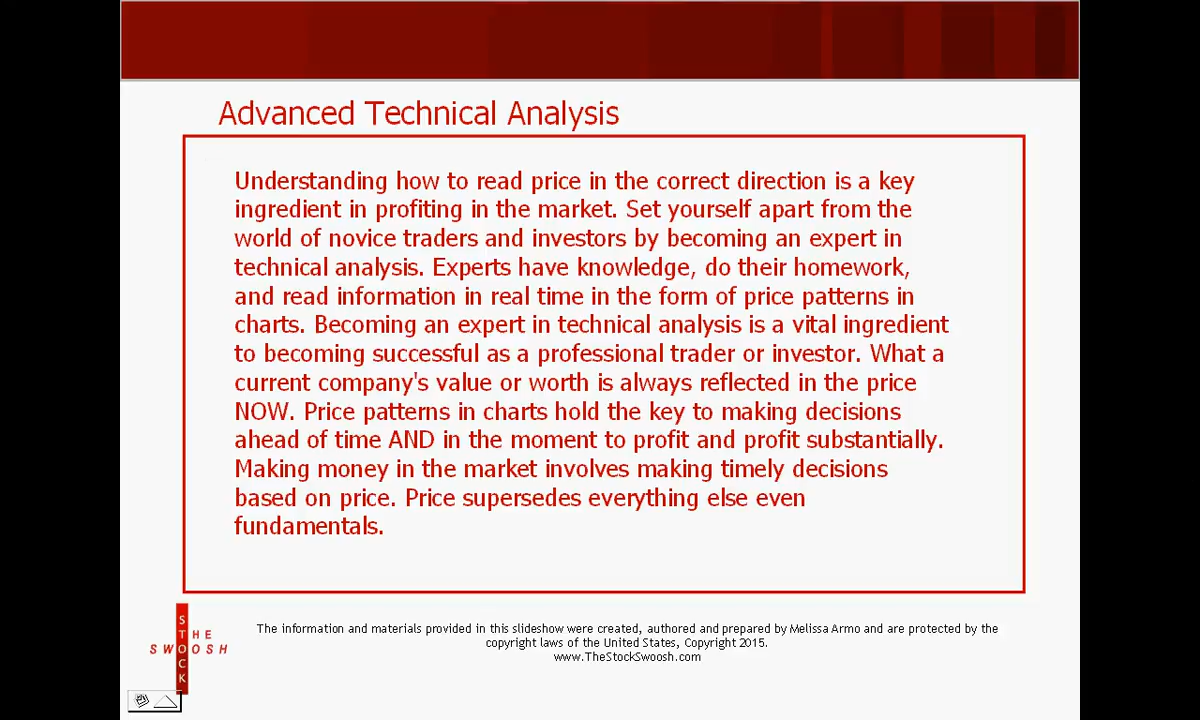 Advanced Technical Analysis
Understanding how to read price in the correct direction is a key
ingredient in profiting in the market. Set yourself apart from the
world of novice traders and investors by becoming an expert in
technical analysis. Experts have knowledge, do their homework,
and read information in real time in the form of price patterns in
charts. Becoming an expert in technical analysis is a vital ingredient
to becoming successful as a professional trader or investor. What a
current company's value or worth is always reflected in the price
NOW. Price patterns in charts hold the key to making decisions
ahead of time AND in the moment to profit and profit substantially.
Making money in the market involves making timely decisions
based on price. Price supersedes everything else even
fundamentals.
THE
STOCK
SWOOSH
The information and materials provided in this slideshow were created, authored and prepared by Melissa Armo and are protected by the
copyright laws of the United States, Copyright 2015.
www.TheStockSwoosh.com